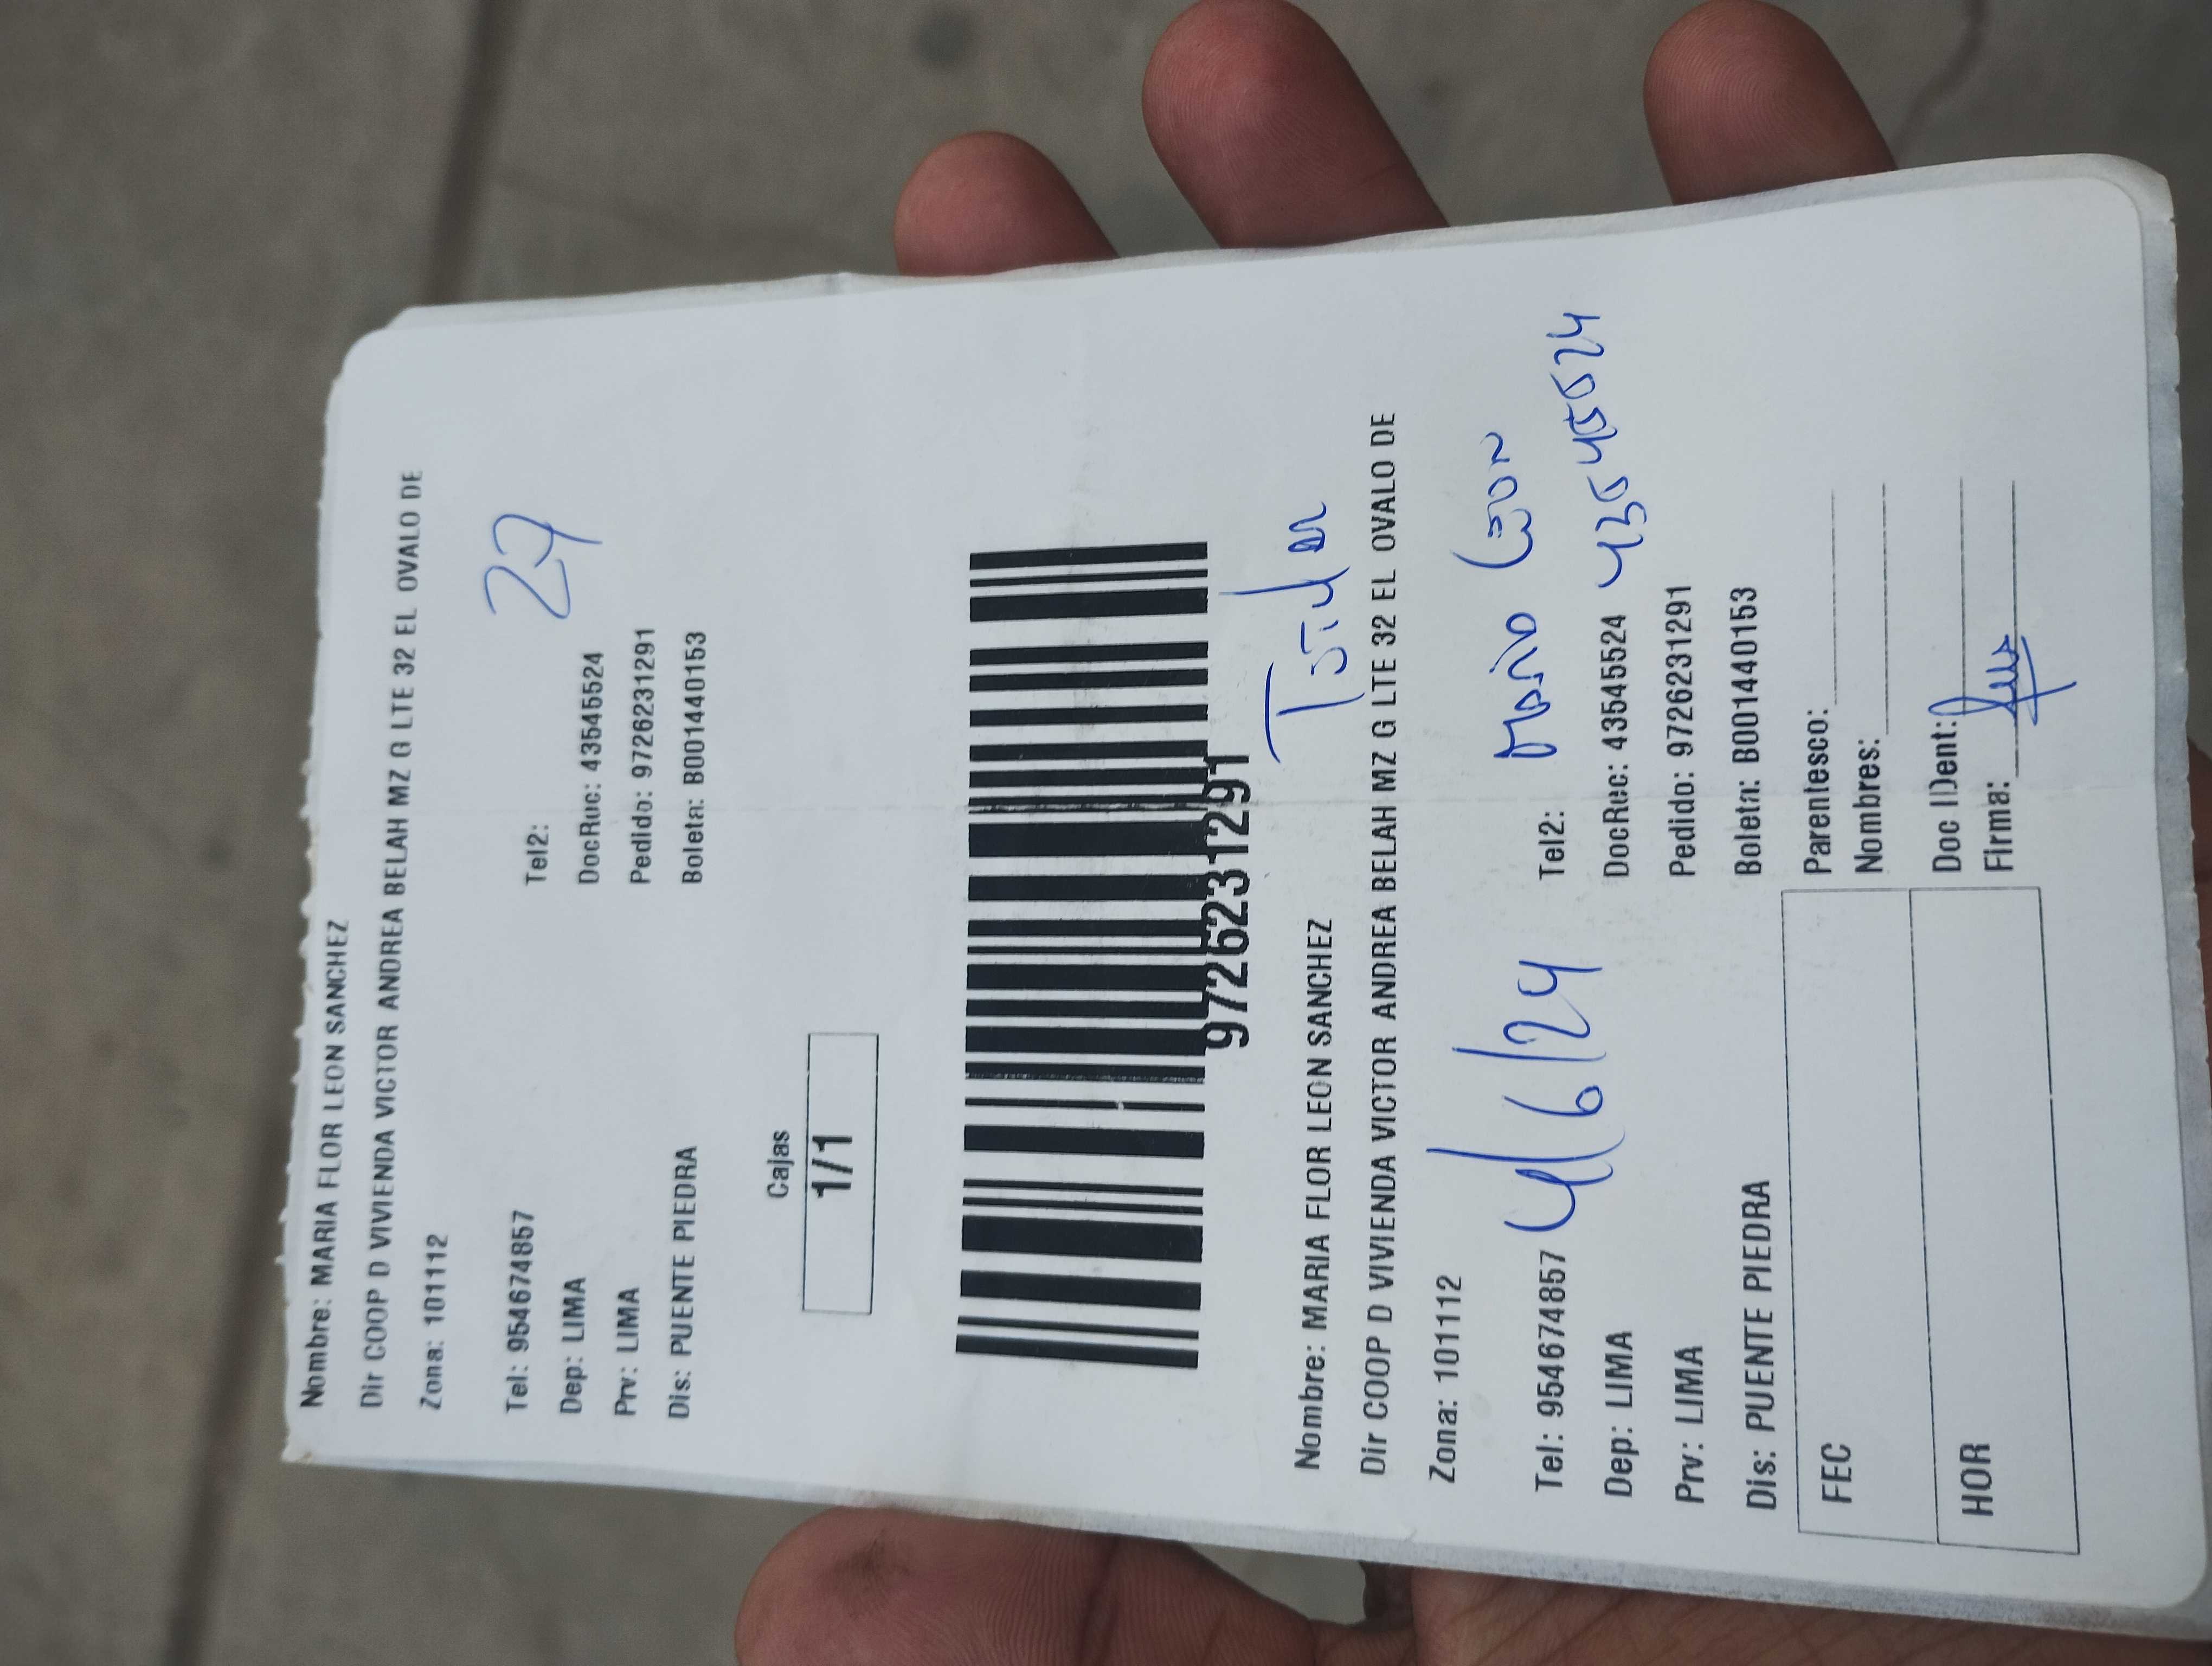 Nombre: MARIA FLOR LEON SANCHEZ
Dir COOP D VIVIENDA VICTOR ANDREA BELAH MZ G LTE 32 EL OVALO DE
Zona: 101112
27
Tel: 954674857 Tel2:
Dep: LIMA DocRuc: 43545524
Prv: LIMA Pedido: 9726231291
Dis: PUENTE PIEDRA Boleta: B001440153
Cajas
1/1
9726231291
Titular
Nombre: MARIA FLOR LEON SANCHEZ
Dir COOP D VIVIENDA VICTOR ANDREA BELAH MZ G LTE 32 EL OVALO DE
Zona: 101112
4/6/24 León
Tel: 954674857 Tel2:
Dep: LIMA DocRuc: 43545524 43545524
Prv: LIMA Pedido: 9726231291
Dis: PUENTE PIEDRA Boleta: B001440153
FEC Parentesco:
Nombres:
HOR Doc IDent:
Firma: